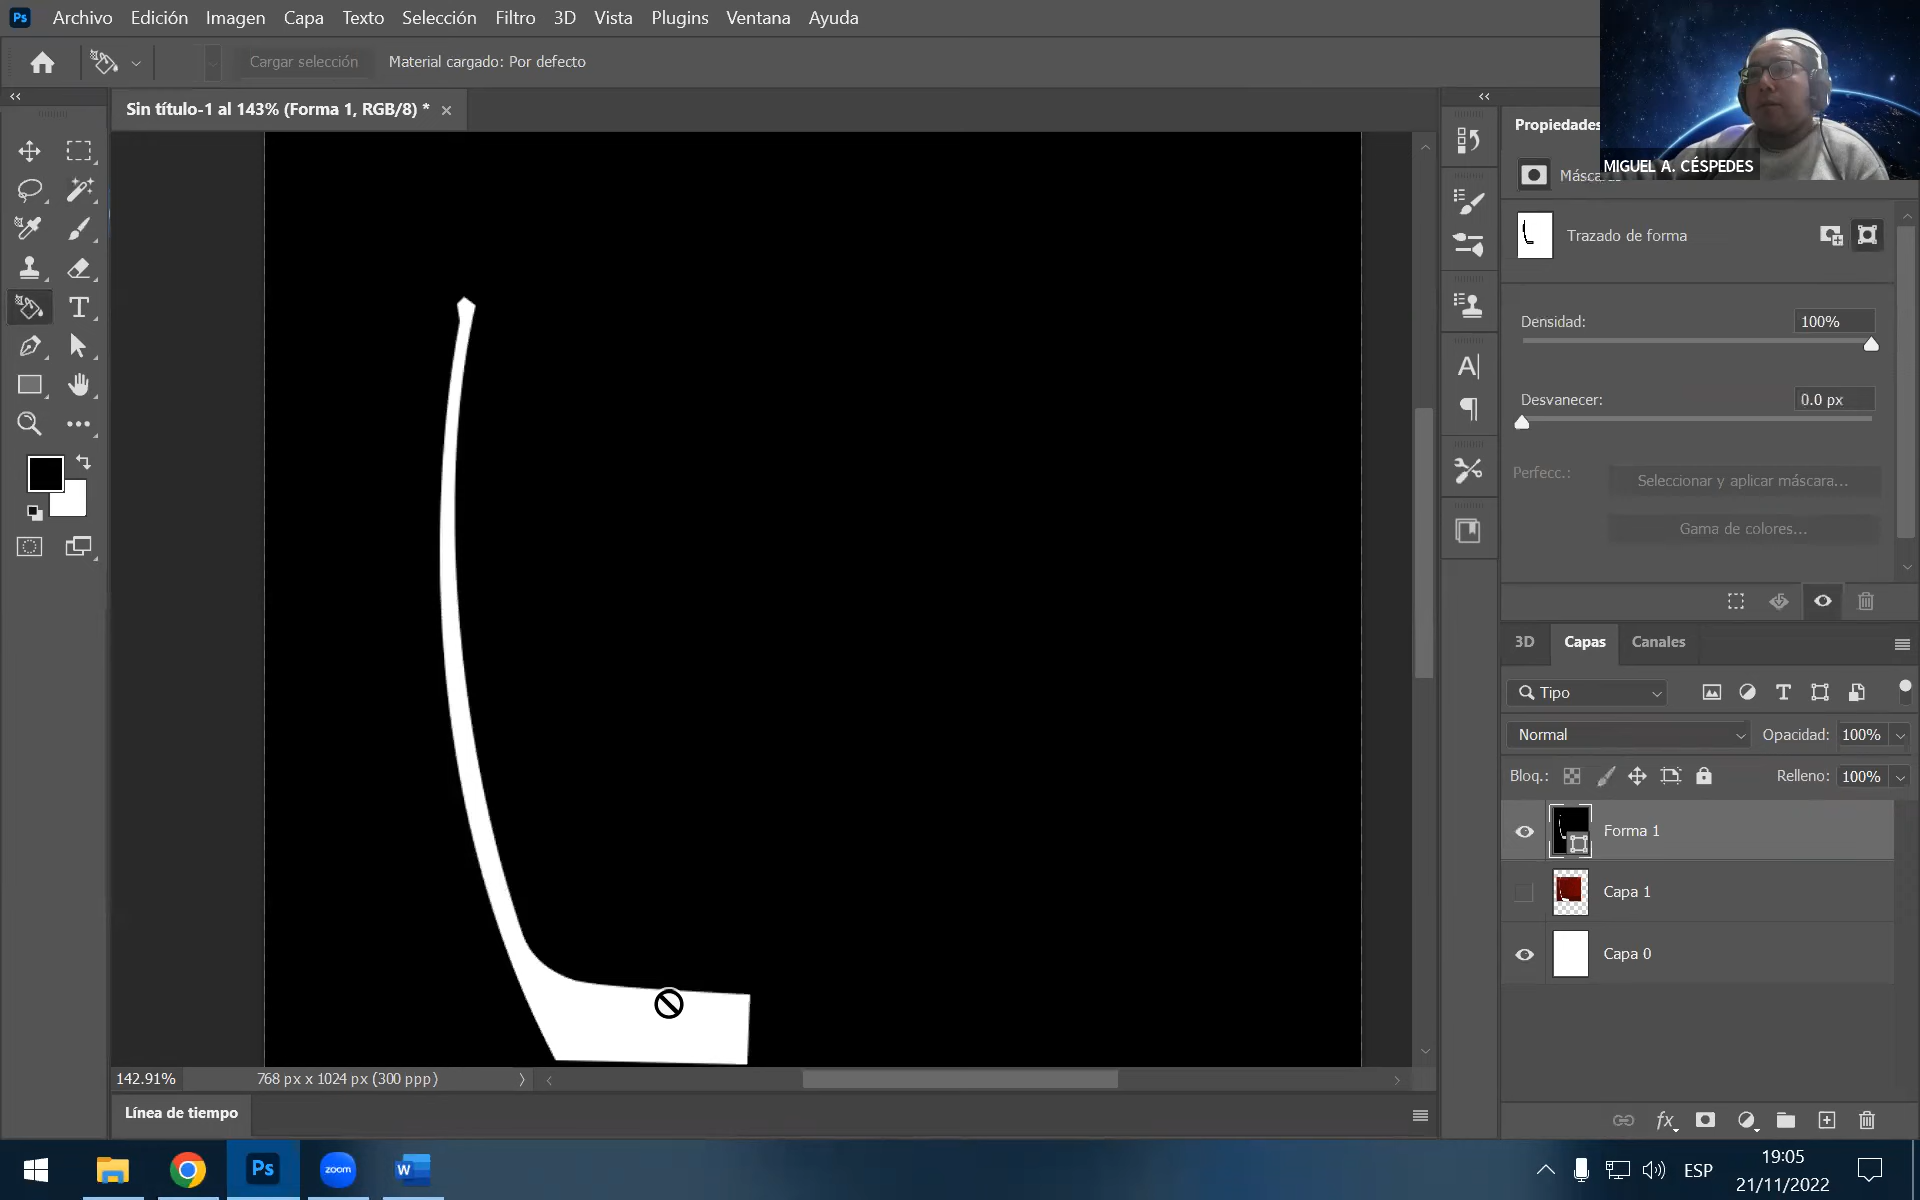 Ps Archivo Edición Imagen Capa Texto Selección Filtro 3D Vista Plugins Ventana Ayuda
Cargar selección Material cargado: Por defecto
Sin título-1 al 143% (Forma 1, RGB/8) *
Propiedades
MIGUEL A. CÉSPEDES
Trazado de forma
Densidad: 100%
Desvanecer: 0.0 px
Perfecc.: Seleccionar y aplicar máscara...
Gama de colores...
3D Capas Canales
Tipo
Normal Opacidad: 100%
Bloq.: Relleno: 100%
Forma 1
Capa 1
Capa 0
142.91% 768 px x 1024 px (300 ppp)
Línea de tiempo
fx
Ps zoom W ESP 19:05
21/11/2022